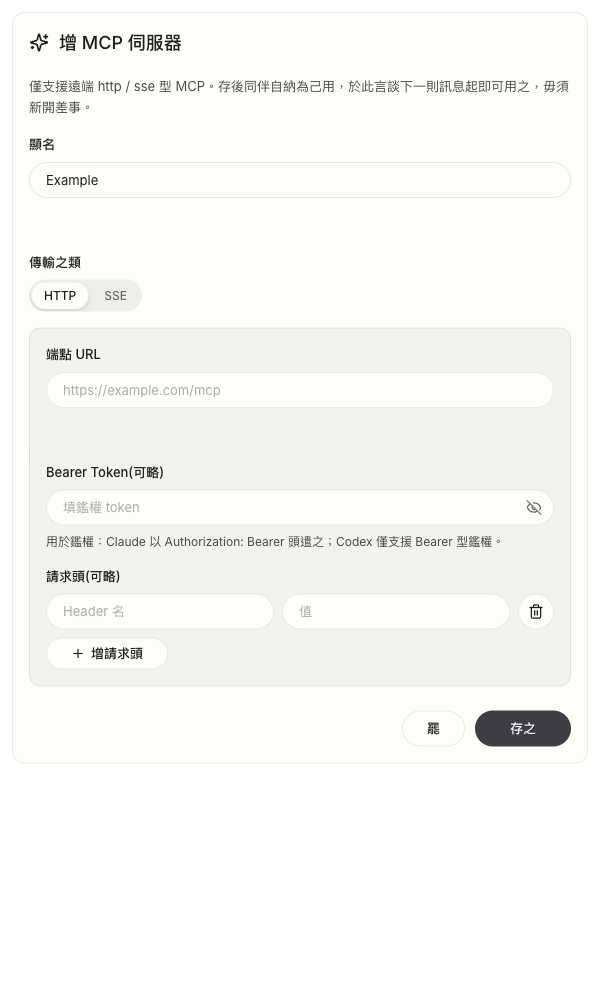 增 MCP 伺服器
僅支援遠端 http / sse 型 MCP。存後同伴自納為己用，於此言談下一則訊息起即可用之，毋須
新開差事。
顯名
Example
傳輸之類
HTTP SSE
端點 URL
https://example.com/mcp
Bearer Token(可略)
填鑑權 token
用於鑑權：Claude 以 Authorization: Bearer 頭遣之；Codex 僅支援 Bearer 型鑑權。
請求頭(可略)
Header 名 值
增請求頭
罷 存之